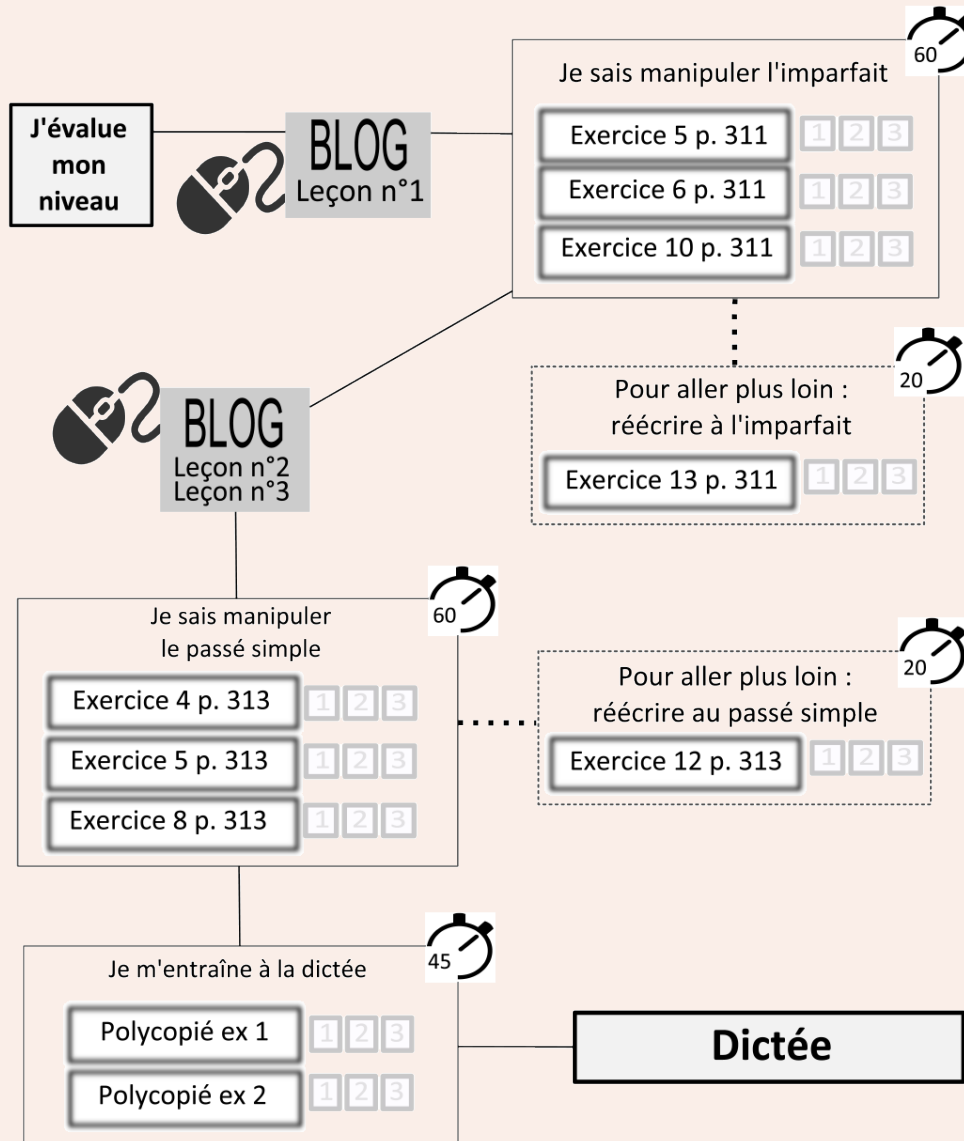 J'évalue
mon
niveau
BLOG
Leçon n°1
60
Je sais manipuler l'imparfait
Exercice 5 p. 311 1 2 3
Exercice 6 p. 311 1 2 3
Exercice 10 p. 311 1 2 3
20
Pour aller plus loin :
réécrire à l'imparfait
Exercice 13 p. 311 1 2 3
BLOG
Leçon n°2
Leçon n°3
60
Je sais manipuler
le passé simple
Exercice 4 p. 313 1 2 3
Exercice 5 p. 313 1 2 3
Exercice 8 p. 313 1 2 3
20
Pour aller plus loin :
réécrire au passé simple
Exercice 12 p. 313 1 2 3
45
Je m'entraîne à la dictée
Polycopié ex 1 1 2 3
Polycopié ex 2 1 2 3
Dictée